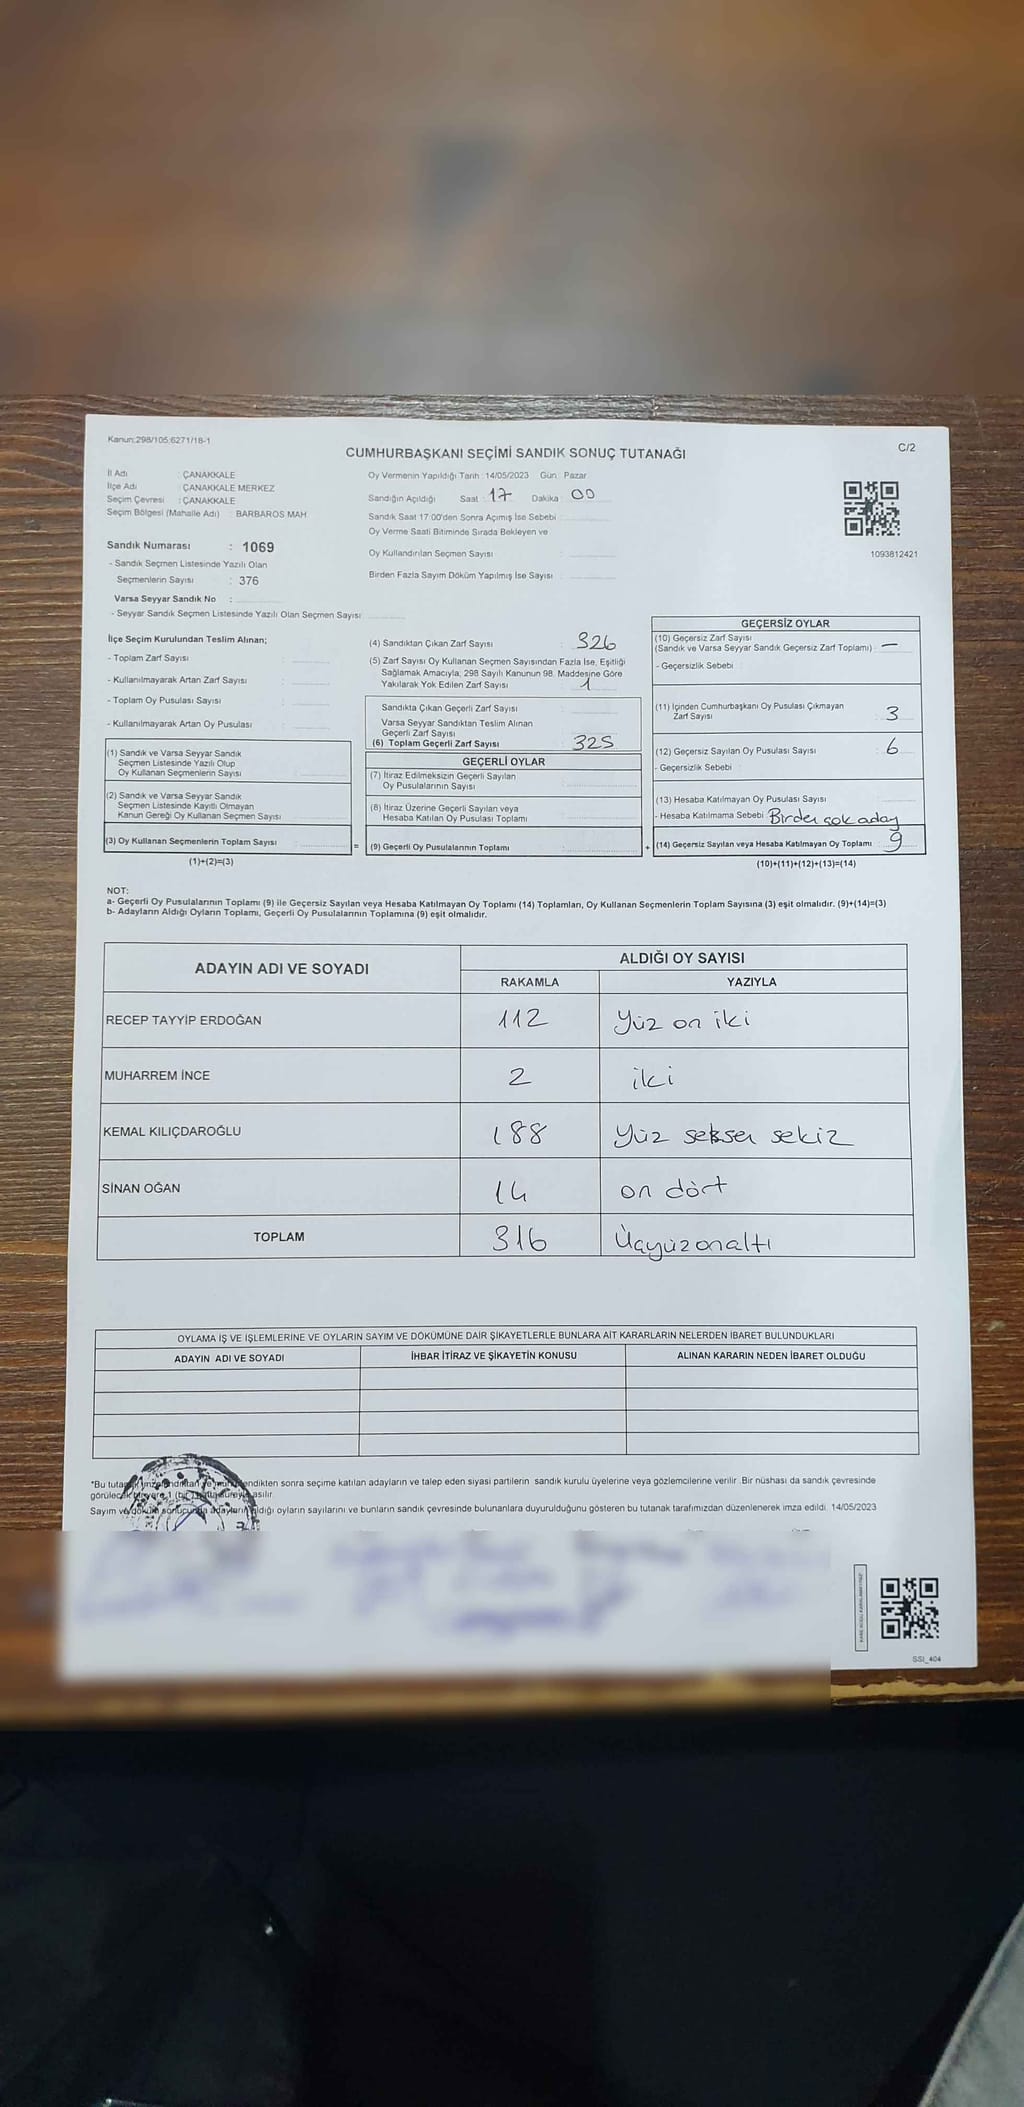 Kanun:298/105;6271/18-1
C/2
CUMHURBAŞKANI SEÇİMİ SANDIK SONUÇ TUTANAĞI
İl Adı : ÇANAKKALE
İlçe Adı : ÇANAKKALE MERKEZ
Seçim Çevresi : ÇANAKKALE
Seçim Bölgesi (Mahalle Adı) : BARBAROS MAH
Sandık Numarası : 1069
- Sandık Seçmen Listesinde Yazılı Olan
Seçmenlerin Sayısı : 376
Varsa Seyyar Sandık No :
- Seyyar Sandık Seçmen Listesinde Yazılı Olan Seçmen Sayısı
Oy Vermenin Yapıldığı Tarih : 14/05/2023 Gün : Pazar
Sandığın Açıldığı Saat : 17 Dakika : 00
Sandık Saat 17:00'den Sonra Açımış İse Sebebi :
Oy Verme Saati Bitiminde Sırada Bekleyen ve
Oy Kullandırılan Seçmen Sayısı :
Birden Fazla Sayım Döküm Yapılmış İse Sayısı :
1093812421
İlçe Seçim Kurulundan Teslim Alınan;
- Toplam Zarf Sayısı :
- Kullanılmayarak Artan Zarf Sayısı :
- Toplam Oy Pusulası Sayısı :
- Kullanılmayarak Artan Oy Pusulası :
(1) Sandık ve Varsa Seyyar Sandık
Seçmen Listesinde Yazılı Olup
Oy Kullanan Seçmenlerin Sayısı :
(2) Sandık ve Varsa Seyyar Sandık
Seçmen Listesinde Kayıtlı Olmayan
Kanun Gereği Oy Kullanan Seçmen Sayısı :
(3) Oy Kullanan Seçmenlerin Toplam Sayısı : =
(1)+(2)=(3)
(4) Sandıktan Çıkan Zarf Sayısı : 326
(5) Zarf Sayısı Oy Kullanan Seçmen Sayısından Fazla İse, Eşitliği
Sağlamak Amacıyla; 298 Sayılı Kanunun 98. Maddesine Göre
Yakılarak Yok Edilen Zarf Sayısı : 1
Sandıkta Çıkan Geçerli Zarf Sayısı :
Varsa Seyyar Sandıktan Teslim Alınan
Geçerli Zarf Sayısı :
(6) Toplam Geçerli Zarf Sayısı : 325
GEÇERLİ OYLAR
(7) İtiraz Edilmeksizin Geçerli Sayılan
Oy Pusulalarının Sayısı :
(8) İtiraz Üzerine Geçerli Sayılan veya
Hesaba Katılan Oy Pusulası Toplamı :
(9) Geçerli Oy Pusulalarının Toplamı : +
GEÇERSİZ OYLAR
(10) Geçersiz Zarf Sayısı
(Sandık ve Varsa Seyyar Sandık Geçersiz Zarf Toplamı) : —
- Geçersizlik Sebebi :
(11) İçinden Cumhurbaşkanı Oy Pusulası Çıkmayan
Zarf Sayısı : 3
(12) Geçersiz Sayılan Oy Pusulası Sayısı : 6
- Geçersizlik Sebebi :
(13) Hesaba Katılmayan Oy Pusulası Sayısı :
- Hesaba Katılmama Sebebi : Birden çok aday
(14) Geçersiz Sayılan veya Hesaba Katılmayan Oy Toplamı : 9
(10)+(11)+(12)+(13)=(14)
NOT:
a- Geçerli Oy Pusulalarının Toplamı (9) ile Geçersiz Sayılan veya Hesaba Katılmayan Oy Toplamı (14) Toplamları, Oy Kullanan Seçmenlerin Toplam Sayısına (3) eşit olmalıdır. (9)+(14)=(3)
b- Adayların Aldığı Oyların Toplamı, Geçerli Oy Pusulalarının Toplamına (9) eşit olmalıdır.
ADAYIN ADI VE SOYADI ALDIĞI OY SAYISI
RAKAMLA YAZIYLA
RECEP TAYYİP ERDOĞAN 112 Yüz on iki
MUHARREM İNCE 2 iki
KEMAL KILIÇDAROĞLU 188 Yüz seksen sekiz
SİNAN OĞAN 14 on dört
TOPLAM 316 Üçyüzonaltı
OYLAMA İŞ VE İŞLEMLERİNE VE OYLARIN SAYIM VE DÖKÜMÜNE DAİR ŞİKAYETLERLE BUNLARA AİT KARARLARIN NELERDEN İBARET BULUNDUKLARI
ADAYIN ADI VE SOYADI İHBAR İTİRAZ VE ŞİKAYETİN KONUSU ALINAN KARARIN NEDEN İBARET OLDUĞU
*Bu sonra seçime katılan adayların ve talep eden siyasi partilerin sandık kurulu üyelerine veya gözlemcilerine verilir. Bir nüshası da sandık çevresinde
asılır.
Sayım oyların sayılarını ve bunların sandık çevresinde bulunanlara duyurulduğunu gösteren bu tutanak tarafımızdan düzenlenerek imza edildi. 14/05/2023
SSI_404